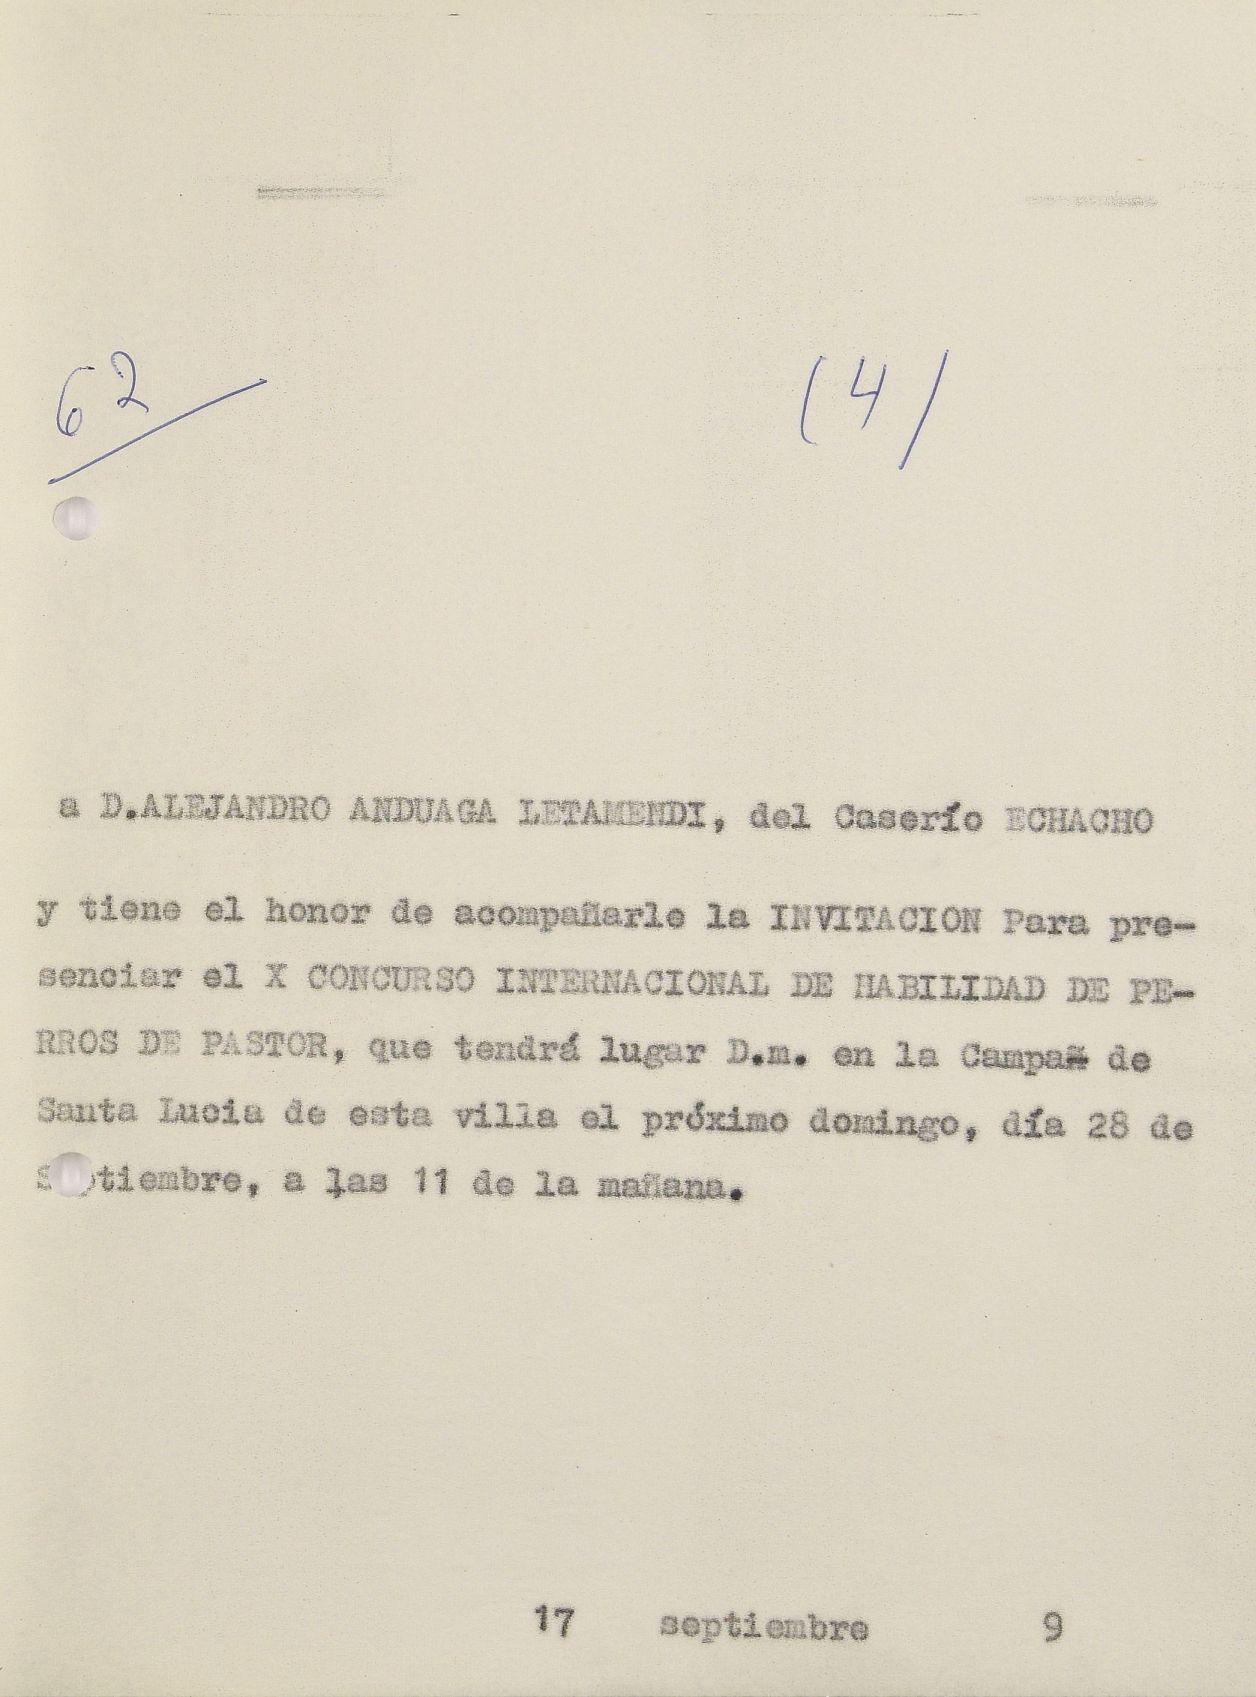 62
(4)
a D.ALEJANDRO ANDUAGA LETAMENDI, del Caserío ECHACHO
y tiene el honor de acompañarle la INVITACION Para pre-
senciar el X CONCURSO INTERNACIONAL DE HABILIDAD DE PE-
RROS DE PASTOR, que tendrá lugar D.m. en la Campañ de
Santa Lucia de esta villa el próximo domingo, día 28 de
Septiembre, a las 11 de la mañana.
17 septiembre 9